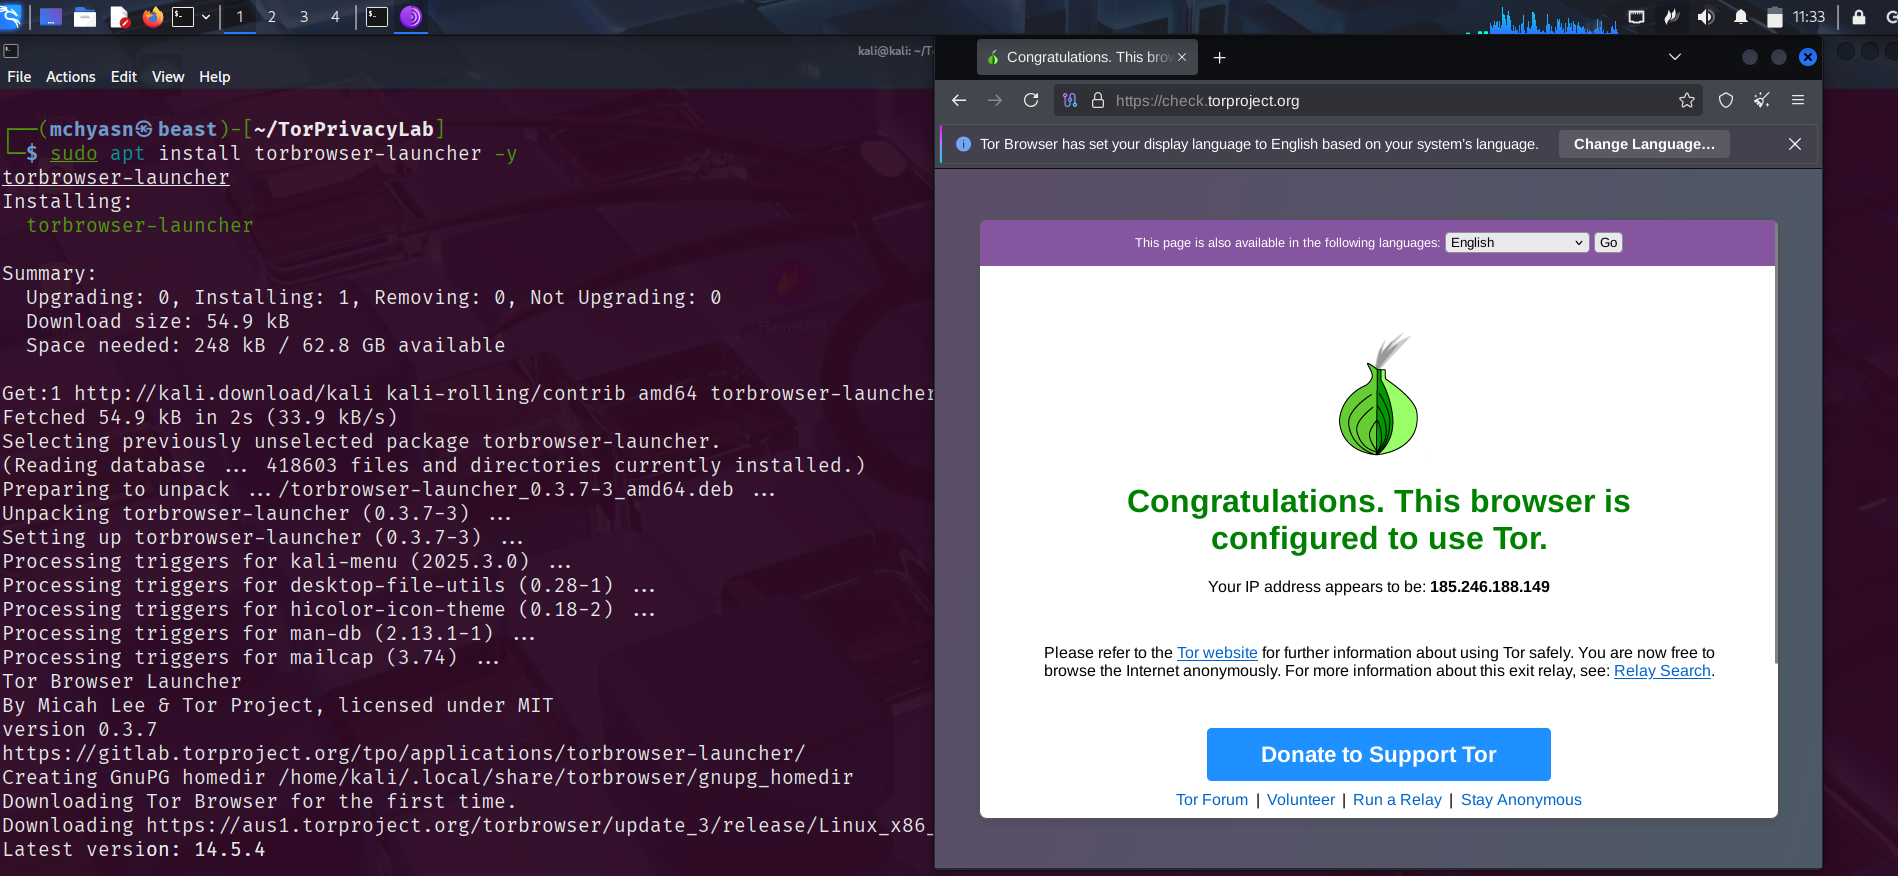 1 2 3 4
11:33
kali@kali: ~/T
File Actions Edit View Help
(mchyasn㉿beast)-[~/TorPrivacyLab]
$ sudo apt install torbrowser-launcher -y
torbrowser-launcher
Installing:
torbrowser-launcher
Summary:
Upgrading: 0, Installing: 1, Removing: 0, Not Upgrading: 0
Download size: 54.9 kB
Space needed: 248 kB / 62.8 GB available
Get:1 http://kali.download/kali kali-rolling/contrib amd64 torbrowser-launcher
Fetched 54.9 kB in 2s (33.9 kB/s)
Selecting previously unselected package torbrowser-launcher.
(Reading database ... 418603 files and directories currently installed.)
Preparing to unpack .../torbrowser-launcher_0.3.7-3_amd64.deb ...
Unpacking torbrowser-launcher (0.3.7-3) ...
Setting up torbrowser-launcher (0.3.7-3) ...
Processing triggers for kali-menu (2025.3.0) ...
Processing triggers for desktop-file-utils (0.28-1) ...
Processing triggers for hicolor-icon-theme (0.18-2) ...
Processing triggers for man-db (2.13.1-1) ...
Processing triggers for mailcap (3.74) ...
Tor Browser Launcher
By Micah Lee & Tor Project, licensed under MIT
version 0.3.7
https://gitlab.torproject.org/tpo/applications/torbrowser-launcher/
Creating GnuPG homedir /home/kali/.local/share/torbrowser/gnupg_homedir
Downloading Tor Browser for the first time.
Downloading https://aus1.torproject.org/torbrowser/update_3/release/Linux_x86_
Latest version: 14.5.4
Flameshot
Congratulations. This brow
https://check.torproject.org
Tor Browser has set your display language to English based on your system's language.
Change Language...
This page is also available in the following languages: English Go
Congratulations. This browser is
configured to use Tor.
Your IP address appears to be: 185.246.188.149
Please refer to the Tor website for further information about using Tor safely. You are now free to
browse the Internet anonymously. For more information about this exit relay, see: Relay Search.
Donate to Support Tor
Tor Forum | Volunteer | Run a Relay | Stay Anonymous